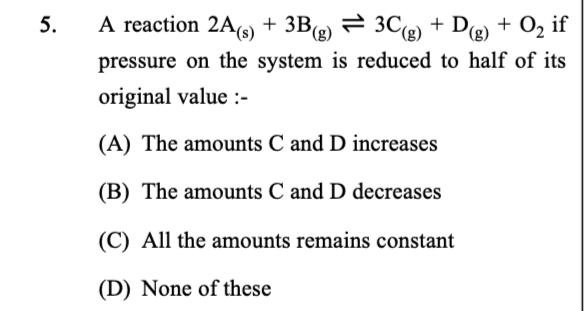 5. A reaction 2A(s) + 3B(g) ⇌ 3C(g) + D(g) + O₂ if
pressure on the system is reduced to half of its
original value :-
(A) The amounts C and D increases
(B) The amounts C and D decreases
(C) All the amounts remains constant
(D) None of these